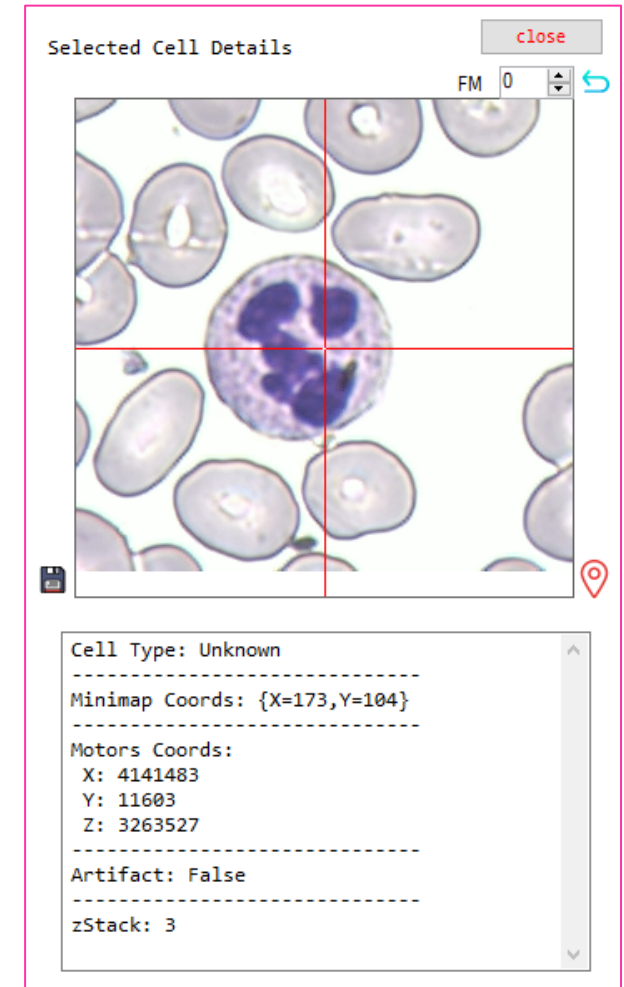 Selected Cell Details
close
FM 0
Cell Type: Unknown
------------------------------
Minimap Coords: {X=173,Y=104}
------------------------------
Motors Coords:
X: 4141483
Y: 11603
Z: 3263527
------------------------------
Artifact: False
------------------------------
zStack: 3